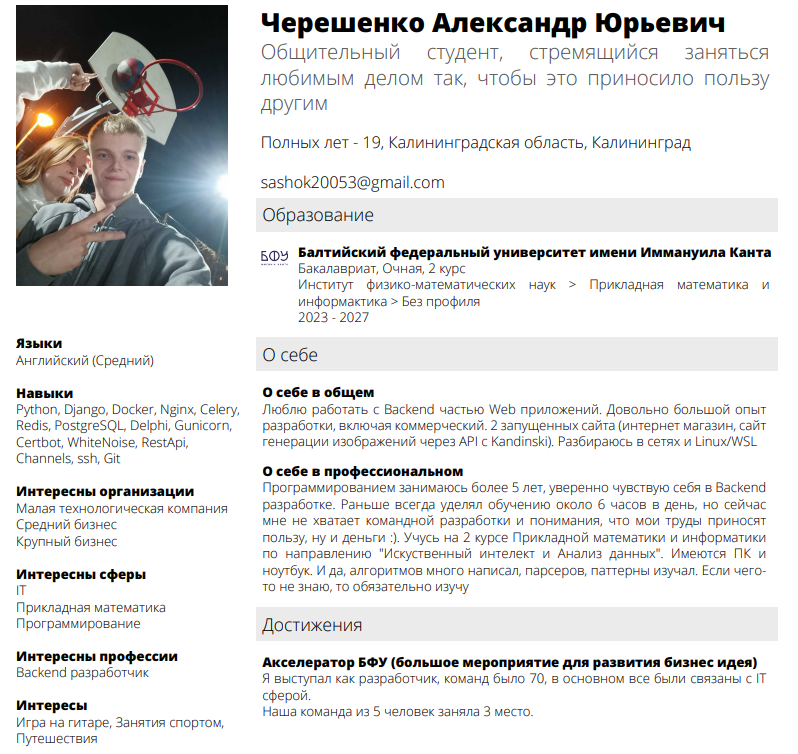 Черешенко Александр Юрьевич
Общительный студент, стремящийся заняться
любимым делом так, чтобы это приносило пользу
другим
Полных лет - 19, Калининградская область, Калининград
sashok20053@gmail.com
Образование
БФУ
Балтийский федеральный университет имени Иммануила Канта
Бакалавриат, Очная, 2 курс
Институт физико-математических наук > Прикладная математика и
информактика > Без профиля
2023 - 2027
Языки
Английский (Средний)
Навыки
Python, Django, Docker, Nginx, Celery,
Redis, PostgreSQL, Delphi, Gunicorn,
Certbot, WhiteNoise, RestApi,
Channels, ssh, Git
Интересны организации
Малая технологическая компания
Средний бизнес
Крупный бизнес
Интересны сферы
IT
Прикладная математика
Программирование
Интересны профессии
Backend разработчик
Интересы
Игра на гитаре, Занятия спортом,
Путешествия
О себе
О себе в общем
Люблю работать с Backend частью Web приложений. Довольно большой опыт
разработки, включая коммерческий. 2 запущенных сайта (интернет магазин, сайт
генерации изображений через API с Kandinski). Разбираюсь в сетях и Linux/WSL
О себе в профессиональном
Программированием занимаюсь более 5 лет, уверенно чувствую себя в Backend
разработке. Раньше всегда уделял обучению около 6 часов в день, но сейчас
мне не хватает командной разработки и понимания, что мои труды приносят
пользу, ну и деньги :). Учусь на 2 курсе Прикладной математики и информатики
по направлению "Искуственный интелект и Анализ данных". Имеются ПК и
ноутбук. И да, алгоритмов много написал, парсеров, паттерны изучал. Если чего-
то не знаю, то обязательно изучу
Достижения
Акселератор БФУ (большое мероприятие для развития бизнес идея)
Я выступал как разработчик, команд было 70, в основном все были связаны с IT
сферой.
Наша команда из 5 человек заняла 3 место.